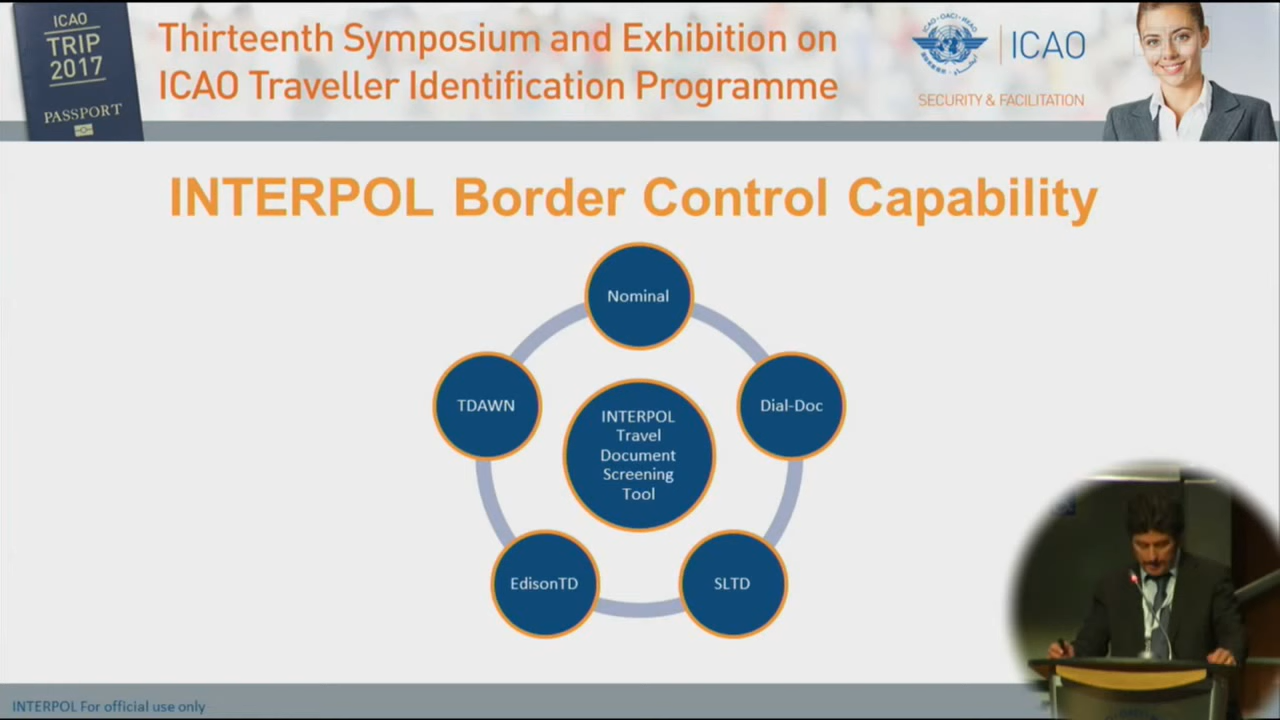 ICAO
TRIP
2017
PASSPORT
Thirteenth Symposium and Exhibition on
ICAO Traveller Identification Programme
ICAO
SECURITY & FACILITATION
INTERPOL Border Control Capability
Nominal
TDAWN
Dial-Doc
INTERPOL
Travel
Document
Screening
Tool
EdisonTD
SLTD
INTERPOL For official use only